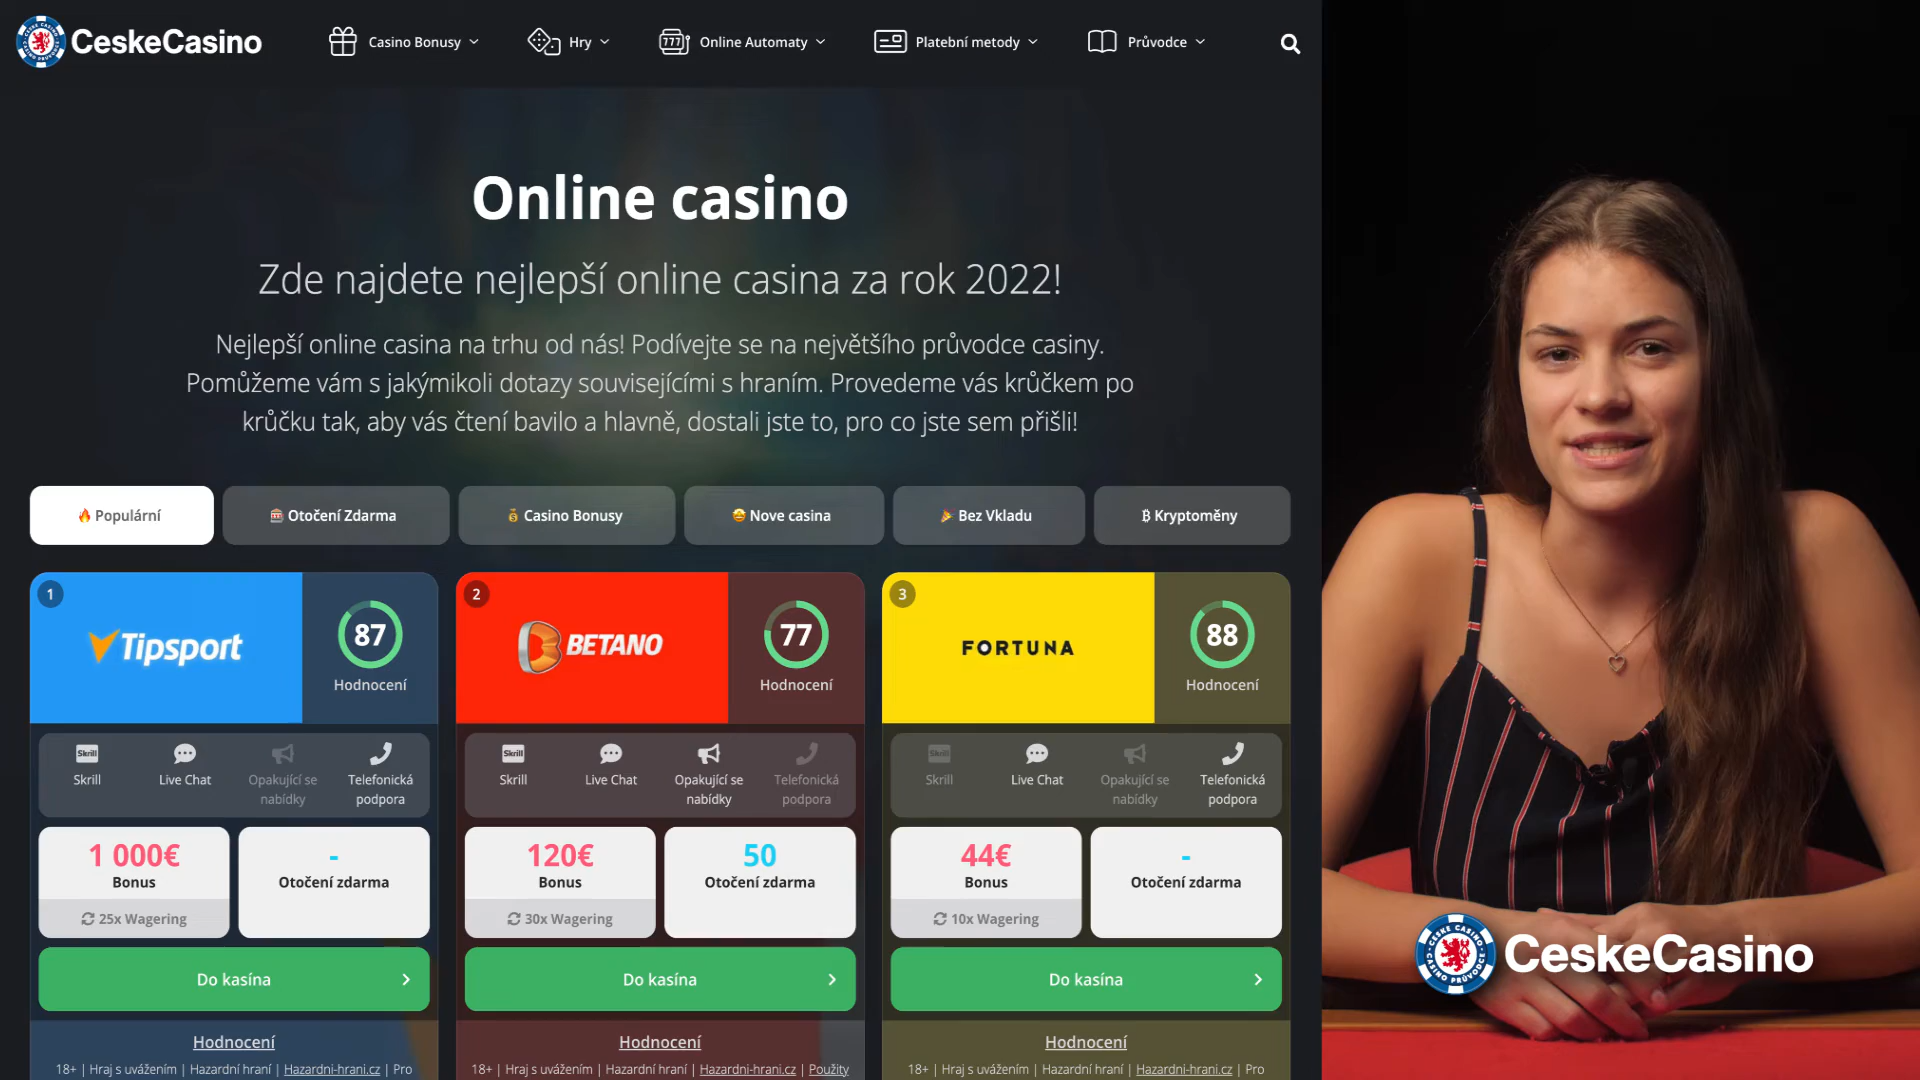 CeskeCasino
Casino Bonusy
Hry
Online Automaty
Platební metody
Průvodce
Online casino
Zde najdete nejlepší online casina za rok 2022!
Nejlepší online casina na trhu od nás! Podívejte se na největšího průvodce casiny.
Pomůžeme vám s jakýmikoli dotazy souvisejícími s hraním. Provedeme vás krůčkem po
krůčku tak, aby vás čtení bavilo a hlavně, dostali jste to, pro co jste sem přišli!
Populární
Otočení Zdarma
Casino Bonusy
Nove casina
Bez Vkladu
Kryptoměny
1
Tipsport
87
Hodnocení
Skrill
Skrill
Live Chat
Opakující se
nabídky
Telefonická
podpora
1 000€
Bonus
25x Wagering
-
Otočení zdarma
Do kasína
Hodnocení
18+ | Hraj s uvážením | Hazardní hraní | Hazardni-hrani.cz | Pro
2
BETANO
77
Hodnocení
Skrill
Skrill
Live Chat
Opakující se
nabídky
Telefonická
podpora
120€
Bonus
30x Wagering
50
Otočení zdarma
Do kasína
Hodnocení
18+ | Hraj s uvážením | Hazardní hraní | Hazardni-hrani.cz | Použity
3
FORTUNA
88
Hodnocení
Skrill
Skrill
Live Chat
Opakující se
nabídky
Telefonická
podpora
44€
Bonus
10x Wagering
-
Otočení zdarma
Do kasína
Hodnocení
18+ | Hraj s uvážením | Hazardní hraní | Hazardni-hrani.cz | Pro
CESKE CASINO
CASINO PRŮVODCE
CeskeCasino